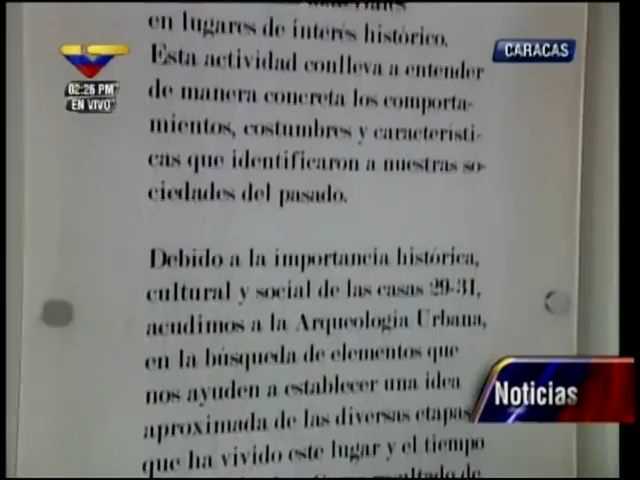 en lugares de interés histórico.
Esta actividad conlleva a entender
de manera concreta los comporta-
mientos, costumbres y característi-
cas que identificaron a nuestras so-
ciedades del pasado.
Debido a la importancia histórica,
cultural y social de las casas 29-31,
acudimos a la Arqueología Urbana,
en la búsqueda de elementos que
nos ayuden a establecer una idea
aproximada de las diversas etapas
que ha vivido este lugar y el tiempo
resultado de
02:26 PM
EN VIVO
CARACAS
Noticias